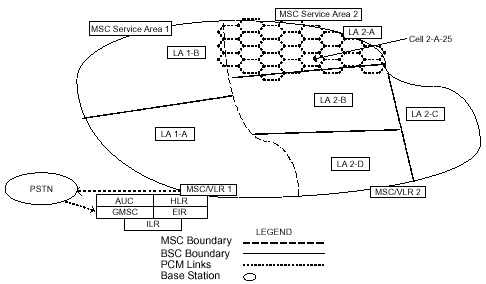 MSC Service Area 2
MSC Service Area 1
LA 2-A
Cell 2-A-25
LA 1-B
LA 2-B
LA 2-C
LA 1-A
LA 2-D
PSTN
MSC/VLR 1
MSC/VLR 2
AUC HLR
GMSC EIR
ILR
LEGEND
MSC Boundary
BSC Boundary
PCM Links
Base Station